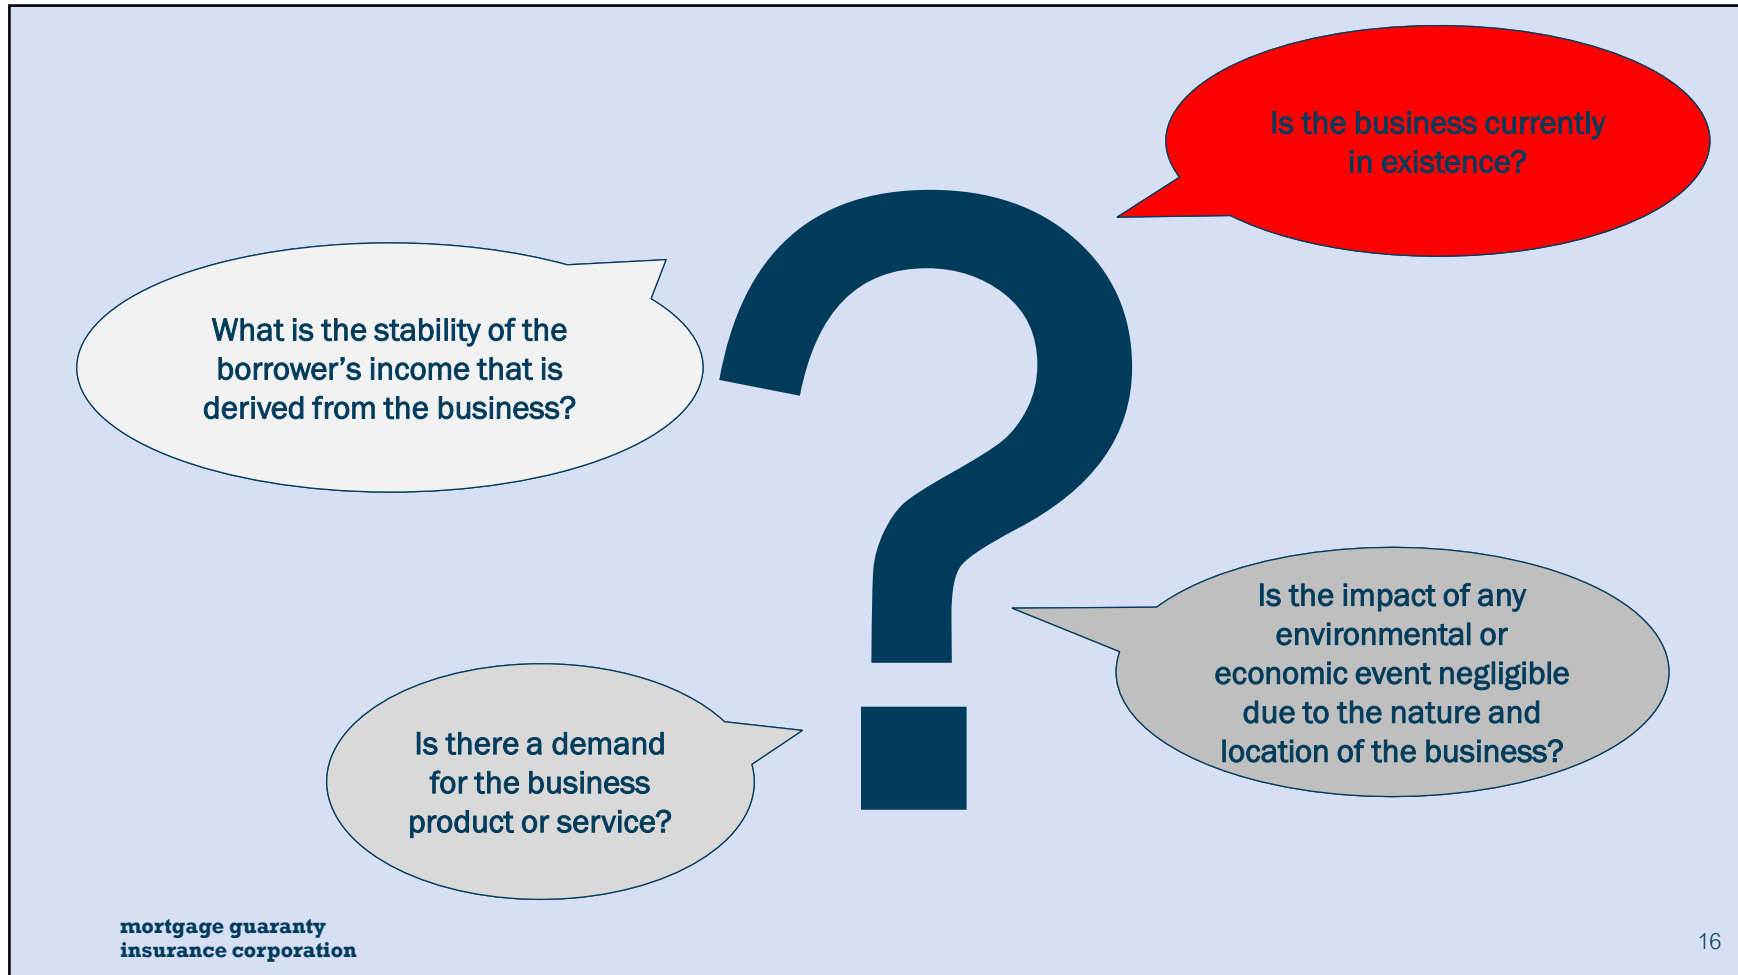 Is the business currently
in existence?
What is the stability of the
borrower’s income that is
derived from the business?
Is the impact of any
environmental or
economic event negligible
due to the nature and
location of the business?
Is there a demand
for the business
product or service?
?
mortgage guaranty
insurance corporation
16